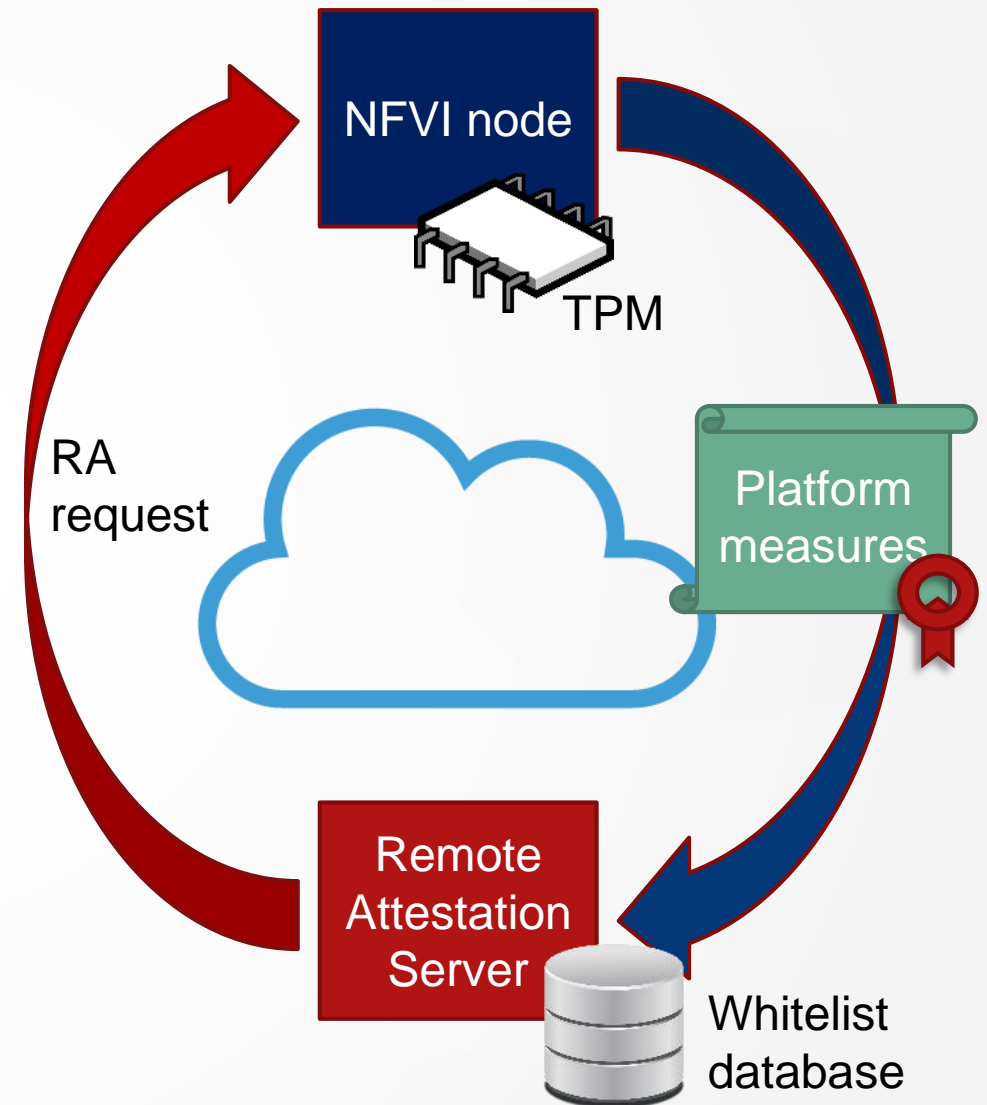 NFVI node
TPM
RA
request
Platform
measures
Remote
Attestation
Server
Whitelist
database